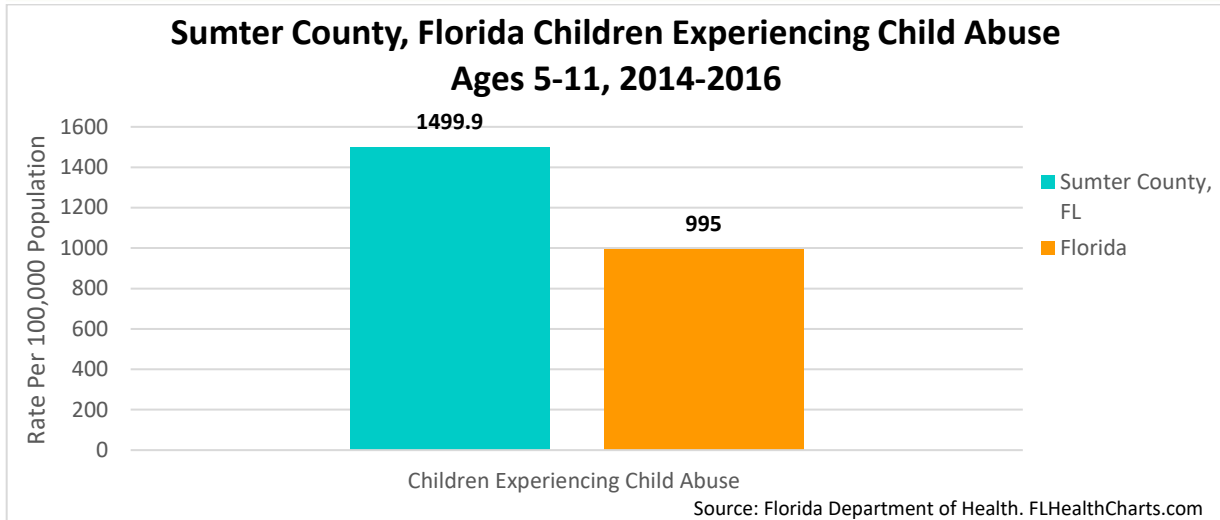 Sumter County, Florida Children Experiencing Child Abuse
Ages 5-11, 2014-2016
Rate Per 100,000 Population
1600
1400
1200
1000
800
600
400
200
0
1499.9
995
Children Experiencing Child Abuse
Sumter County,
FL
Florida
Source: Florida Department of Health. FLHealthCharts.com